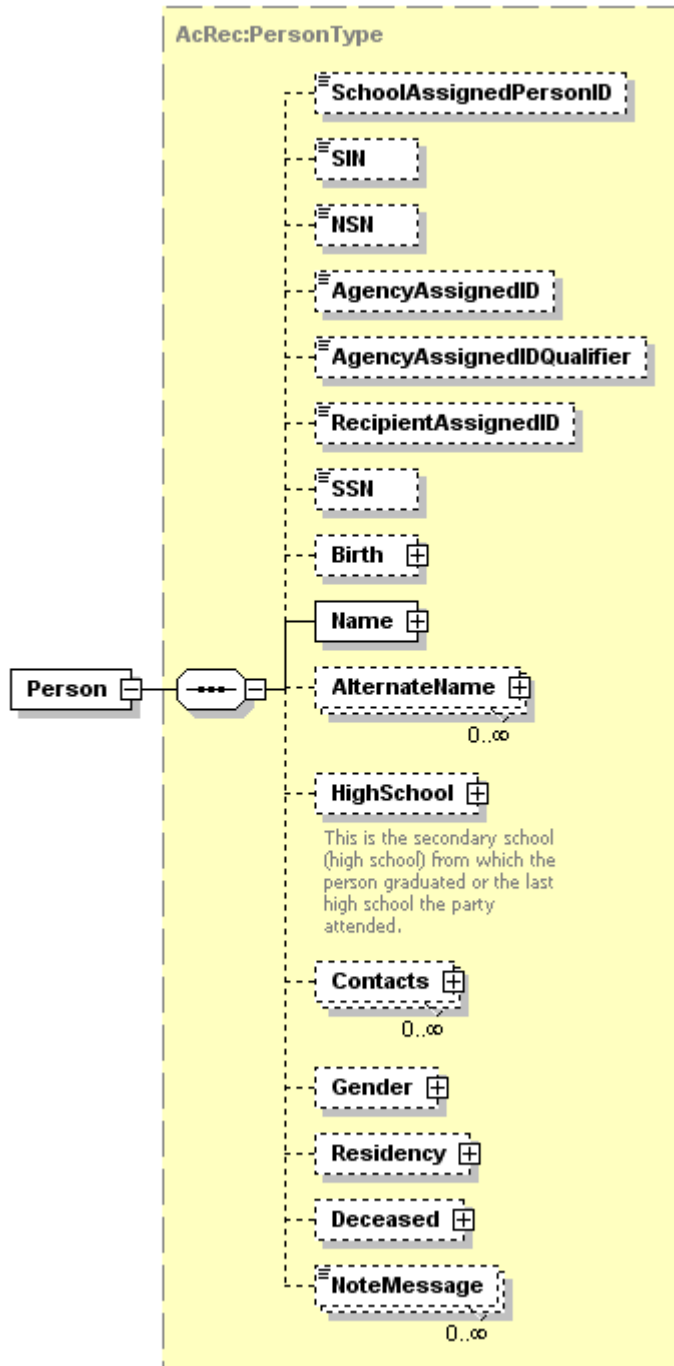 AcRec:PersonType
SchoolAssignedPersonID
SIN
NSN
AgencyAssignedID
AgencyAssignedIDQualifier
RecipientAssignedID
SSN
Birth
Name
Person
AlternateName
0..∞
HighSchool
This is the secondary school
(high school) from which the
person graduated or the last
high school the party
attended.
Contacts
0..∞
Gender
Residency
Deceased
NoteMessage
0..∞